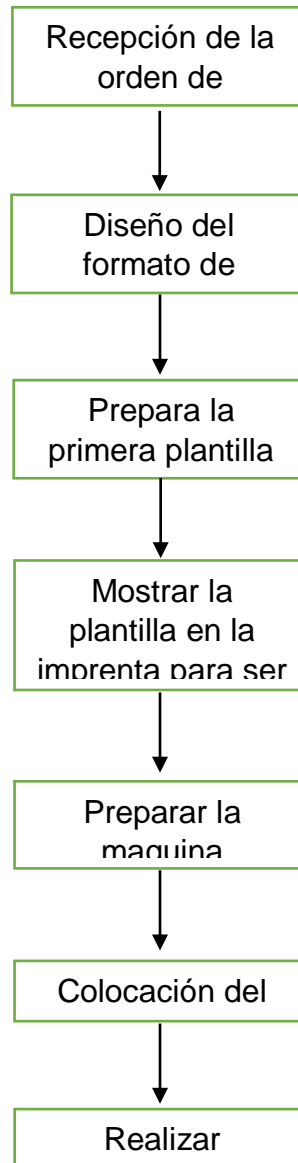 Recepción de la
orden de
Diseño del
formato de
Prepara la
primera plantilla
Mostrar la
plantilla en la
imprenta para ser
Preparar la
maquina
Colocación del
Realizar